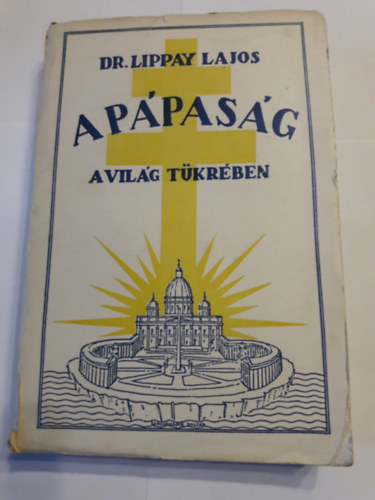 DR. LIPPAY LAJOS
A PÁPASÁG
A VILÁG TÜKRÉBEN